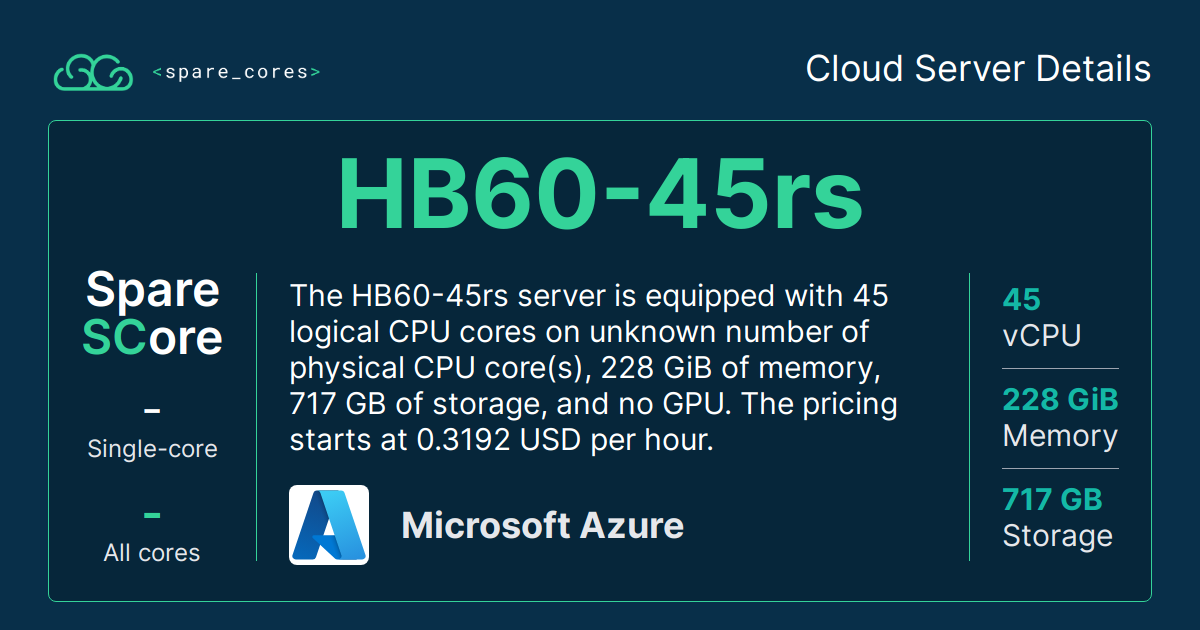 <spare_cores>
Cloud Server Details
HB60-45rs
Spare
SCore
-
Single-core
-
All cores
The HB60-45rs server is equipped with 45
logical CPU cores on unknown number of
physical CPU core(s), 228 GiB of memory,
717 GB of storage, and no GPU. The pricing
starts at 0.3192 USD per hour.
Microsoft Azure
45
vCPU
228 GiB
Memory
717 GB
Storage